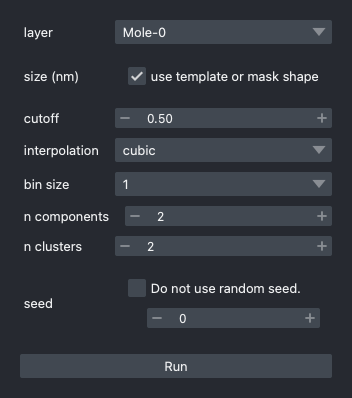 layer Mole-0
size (nm) use template or mask shape
cutoff − 0.50 +
interpolation cubic
bin size 1
n components − 2 +
n clusters − 2 +
Do not use random seed.
seed
− 0 +
Run